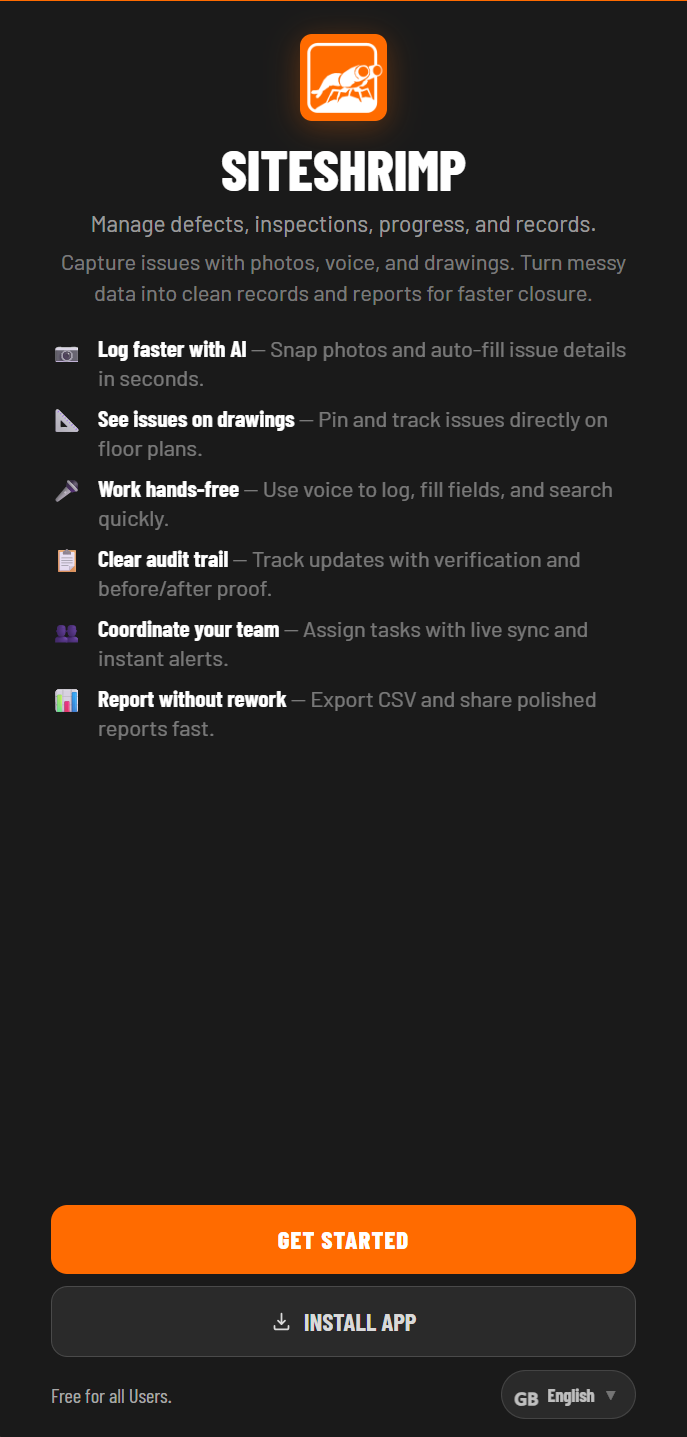 SITESHRIMP
Manage defects, inspections, progress, and records.
Capture issues with photos, voice, and drawings. Turn messy
data into clean records and reports for faster closure.
Log faster with AI — Snap photos and auto-fill issue details
in seconds.
See issues on drawings — Pin and track issues directly on
floor plans.
Work hands-free — Use voice to log, fill fields, and search
quickly.
Clear audit trail — Track updates with verification and
before/after proof.
Coordinate your team — Assign tasks with live sync and
instant alerts.
Report without rework — Export CSV and share polished
reports fast.
GET STARTED
INSTALL APP
Free for all Users.
GB English ▼